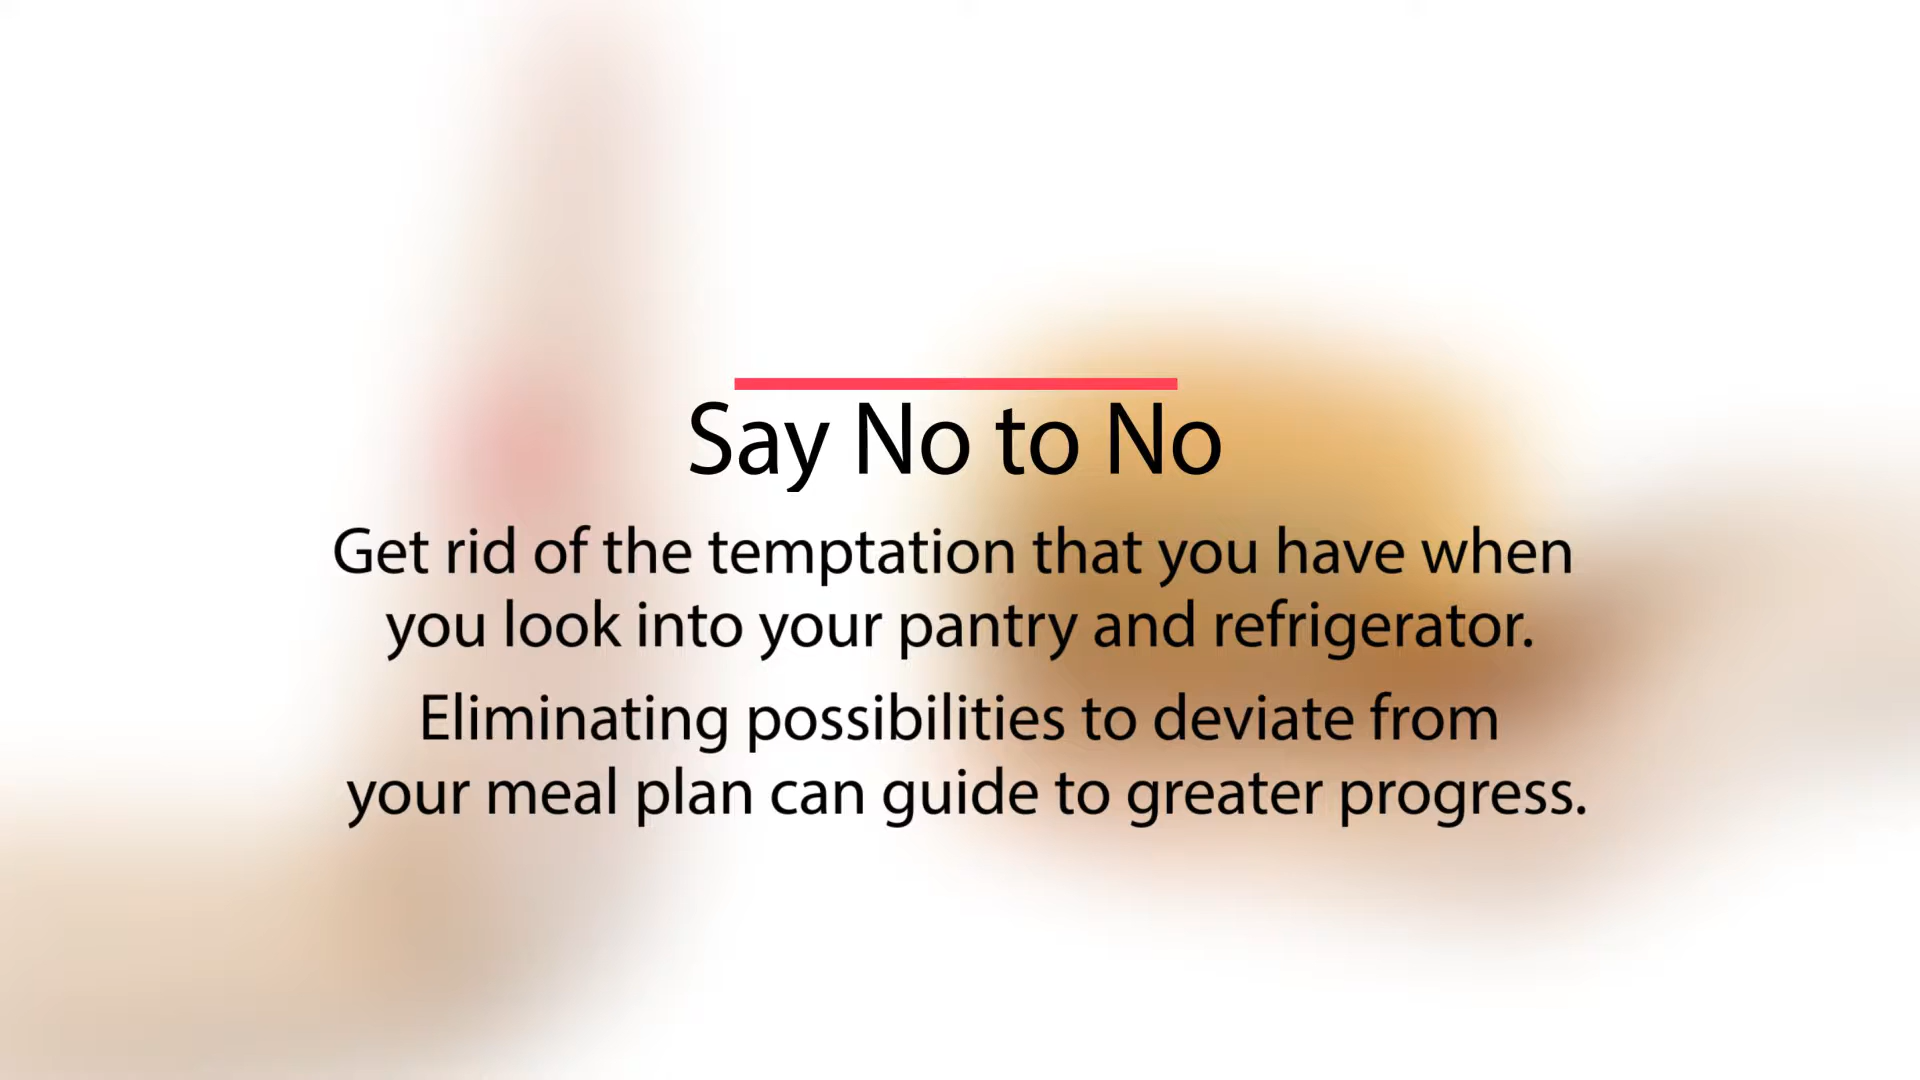 Say No to No
Get rid of the temptation that you have when
you look into your pantry and refrigerator.
Eliminating possibilities to deviate from
your meal plan can guide to greater progress.